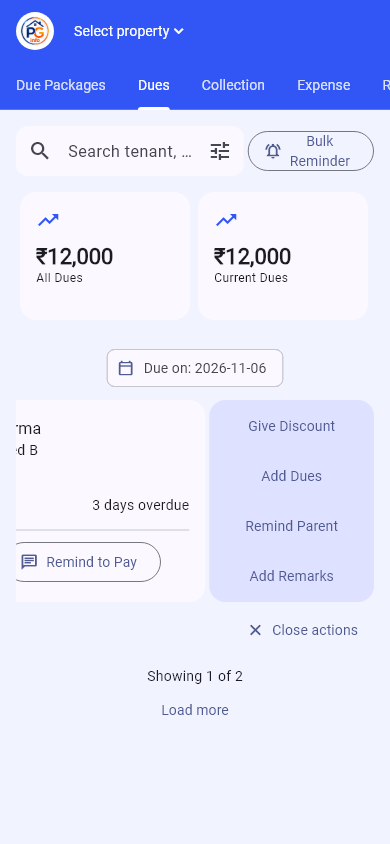 PG
info
Select property
Due Packages Dues Collection Expense R
Search tenant, ...
Bulk
Reminder
₹12,000
All Dues
₹12,000
Current Dues
Due on: 2026-11-06
rma
ed B
3 days overdue
Remind to Pay
Give Discount
Add Dues
Remind Parent
Add Remarks
Close actions
Showing 1 of 2
Load more